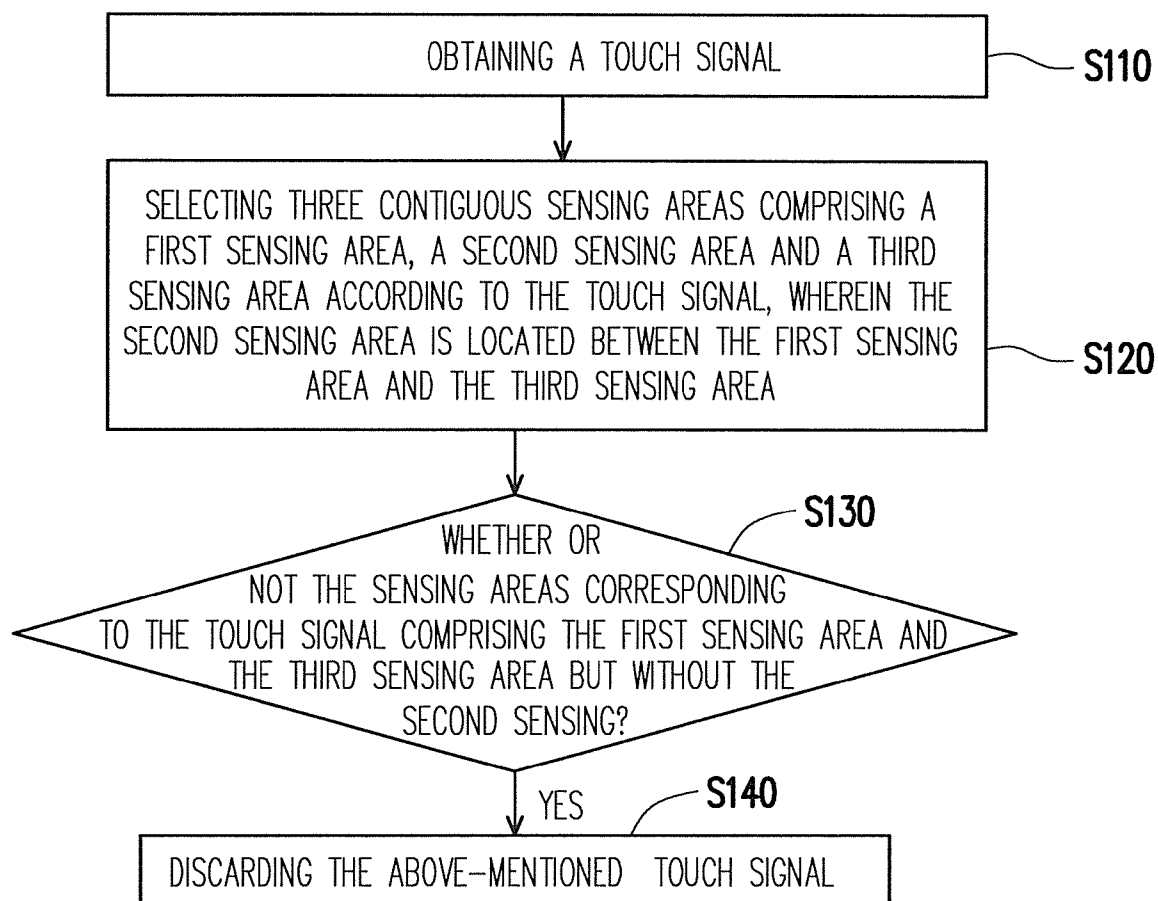 OBTAINING A TOUCH SIGNAL
S110
SELECTING THREE CONTIGUOUS SENSING AREAS COMPRISING A
FIRST SENSING AREA, A SECOND SENSING AREA AND A THIRD
SENSING AREA ACCORDING TO THE TOUCH SIGNAL, WHEREIN THE
SECOND SENSING AREA IS LOCATED BETWEEN THE FIRST SENSING
AREA AND THE THIRD SENSING AREA
S120
S130
WHETHER OR
NOT THE SENSING AREAS CORRESPONDING
TO THE TOUCH SIGNAL COMPRISING THE FIRST SENSING AREA AND
THE THIRD SENSING AREA BUT WITHOUT THE
SECOND SENSING?
YES
S140
DISCARDING THE ABOVE-MENTIONED TOUCH SIGNAL